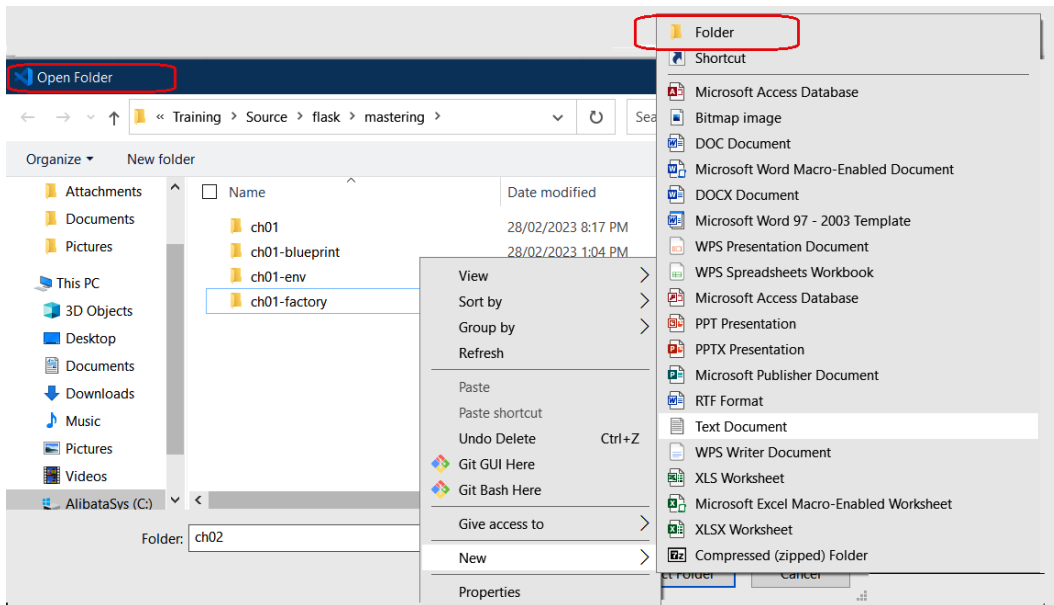 Folder
Shortcut
Open Folder
Microsoft Access Database
« Training > Source > flask > mastering >
Bitmap image
DOC Document
Organize
New folder
Microsoft Word Macro-Enabled Document
Attachments
Name
Date modified
DOCX Document
Documents
Microsoft Word 97 - 2003 Template
ch01
28/02/2023 8:17 PM
Pictures
WPS Presentation Document
ch01-blueprint
28/02/2023 1:04 PM
WPS Spreadsheets Workbook
ch01-env
View
This PC
Microsoft Access Database
ch01-factory
Sort by
3D Objects
PPT Presentation
Group by
Desktop
PPTX Presentation
Refresh
Documents
Microsoft Publisher Document
Paste
Downloads
RTF Format
Paste shortcut
Music
Text Document
Undo Delete Ctrl+Z
Pictures
WPS Writer Document
Git GUI Here
Videos
XLS Worksheet
Git Bash Here
AlibataSys (C:)
Microsoft Excel Macro-Enabled Worksheet
Give access to
XLSX Worksheet
Folder: ch02
New
Compressed (zipped) Folder
Properties
Cancel